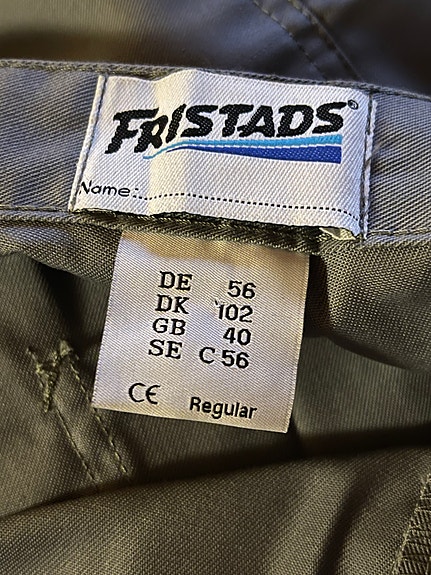 FRISTADS®
Name:
DE 56
DK 102
GB 40
SE C 56
CE Regular